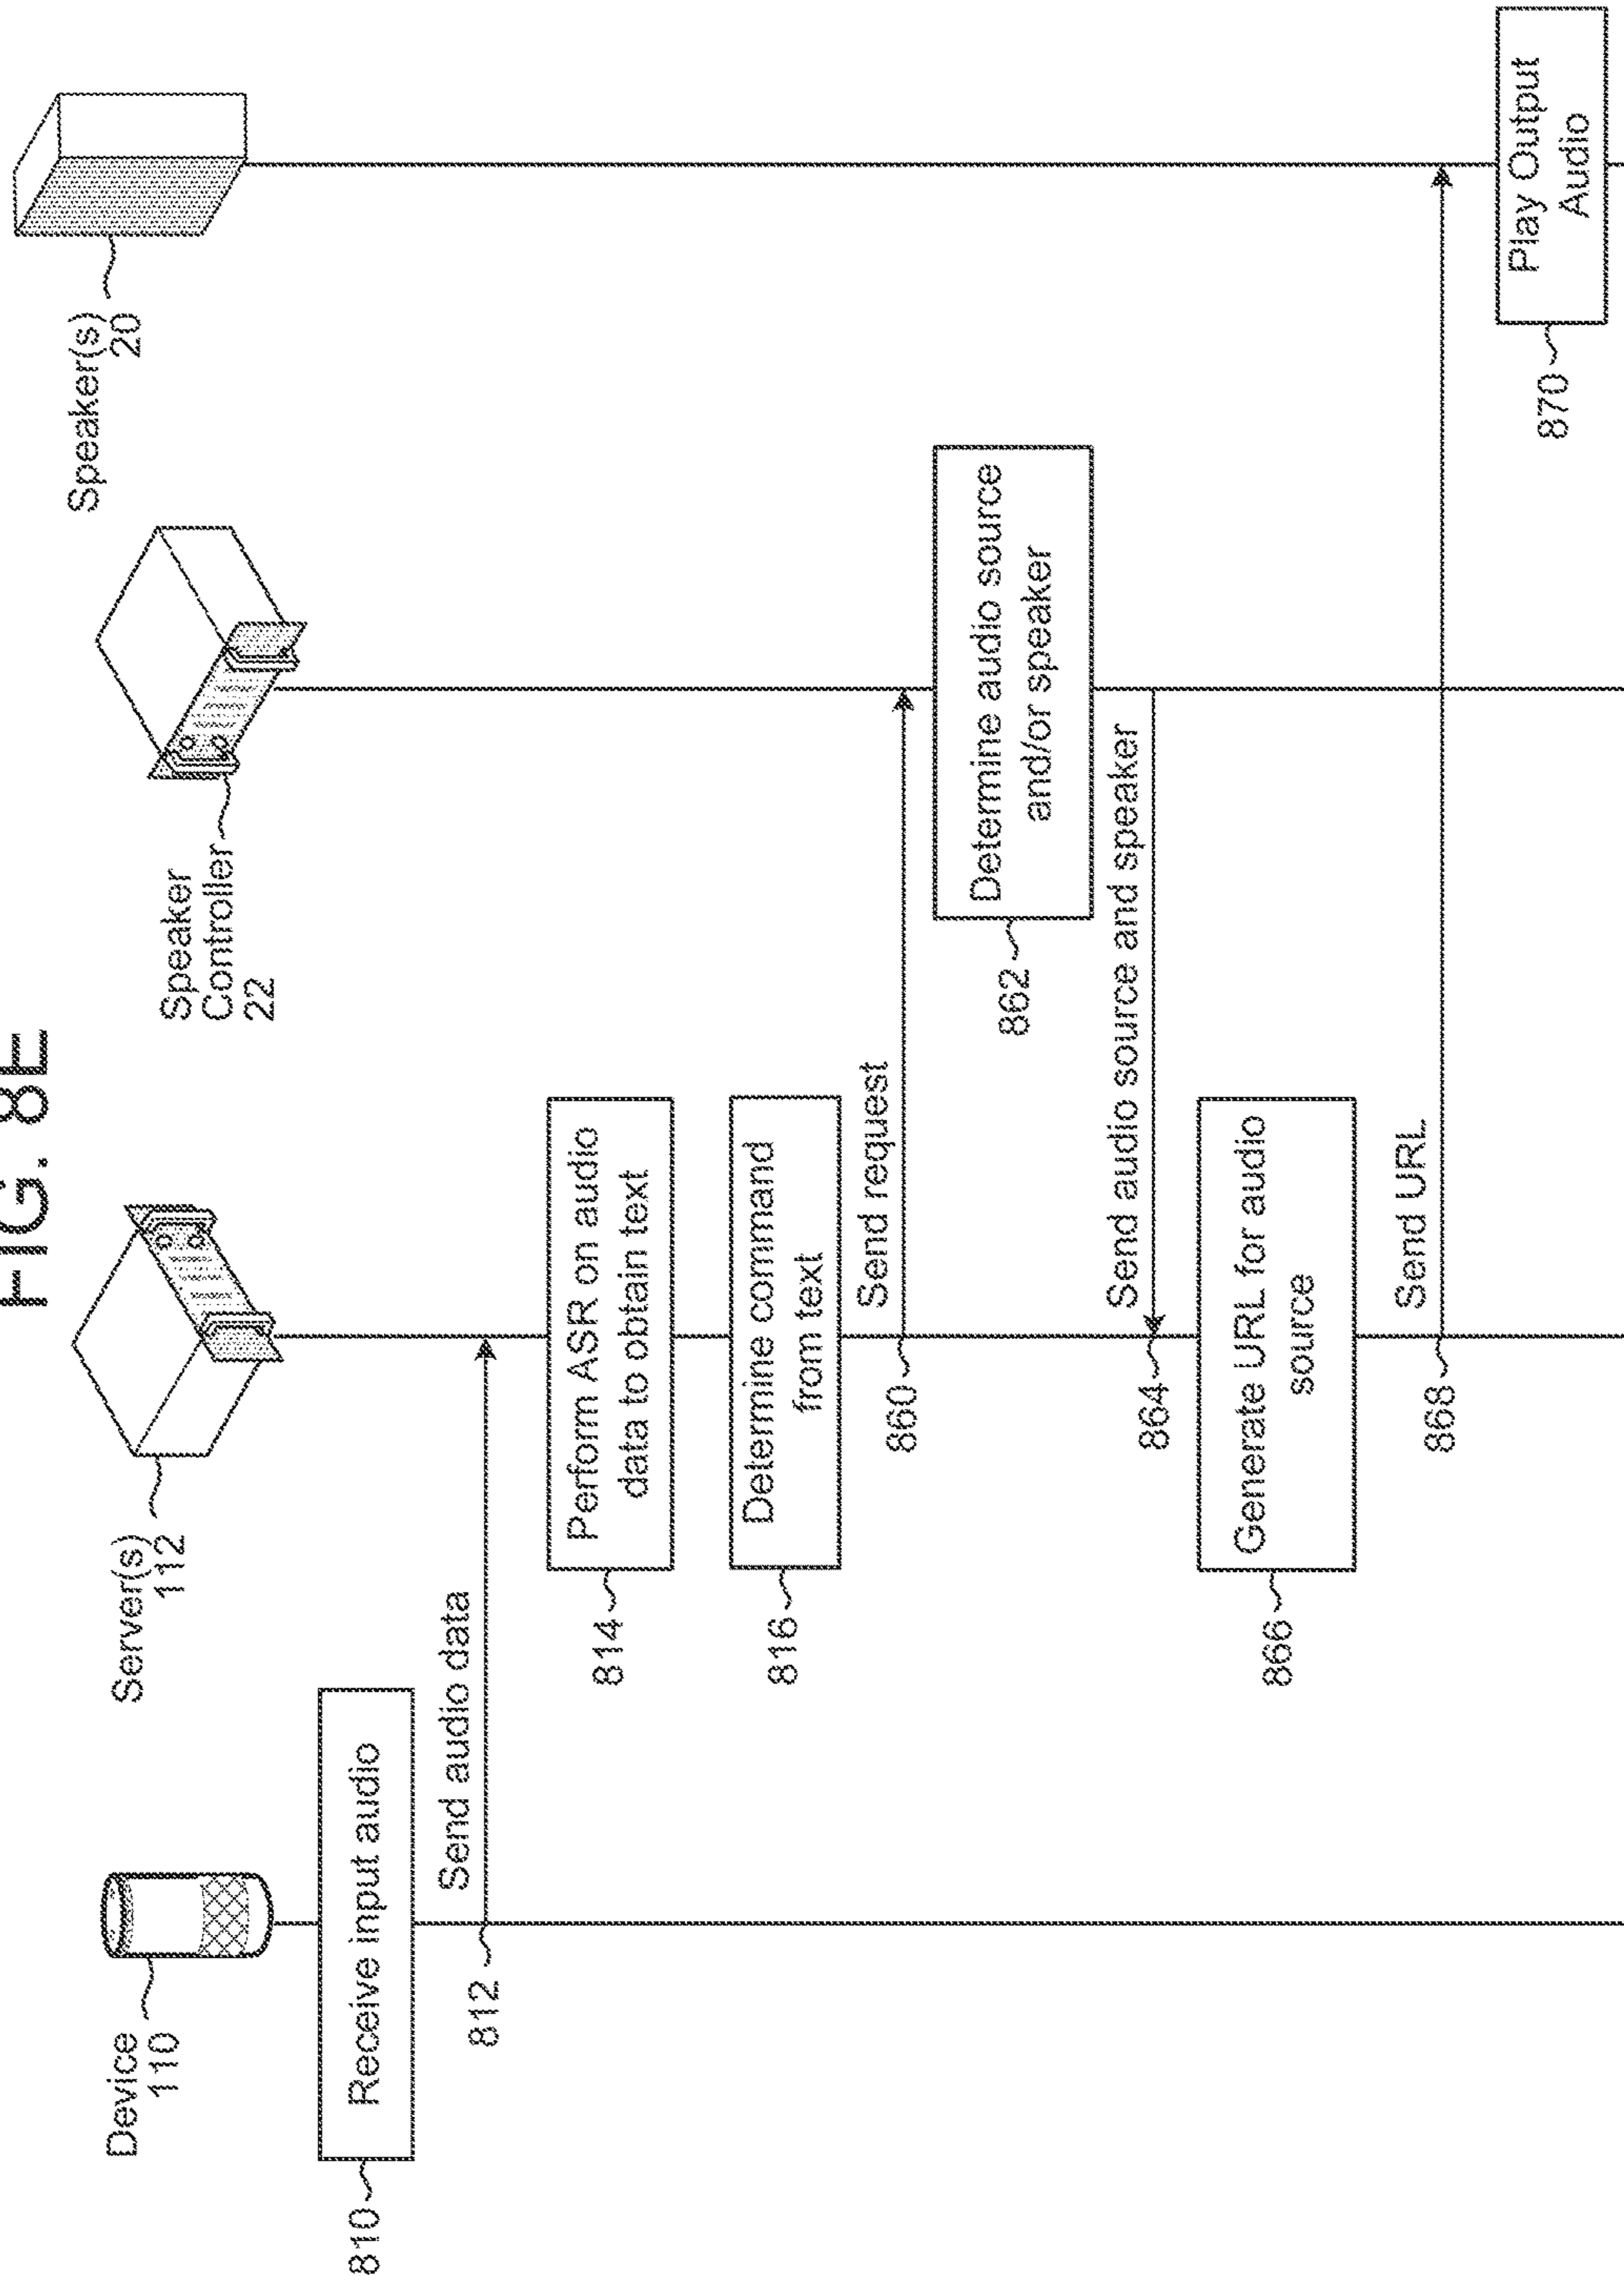 FIG. 8E
Device
110
Server(s)
112
Speaker
Controller
22
Speaker(s)
20
810
Receive input audio
Send audio data
812
814
Perform ASR on audio
data to obtain text
816
Determine command
from text
Send request
860
862
Determine audio source
and/or speaker
Send audio source and speaker
864
866
Generate URL for audio
source
Send URL
868
870
Play Output
Audio